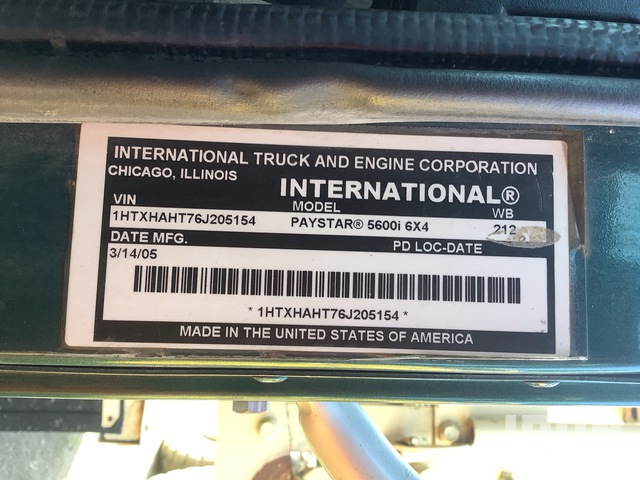 INTERNATIONAL TRUCK AND ENGINE CORPORATION
CHICAGO, ILLINOIS
INTERNATIONAL®
VIN MODEL WB
1HTXHAHT76J205154 PAYSTAR® 5600i 6X4 212
DATE MFG. PD LOC-DATE
3/14/05
* 1HTXHAHT76J205154 *
MADE IN THE UNITED STATES OF AMERICA